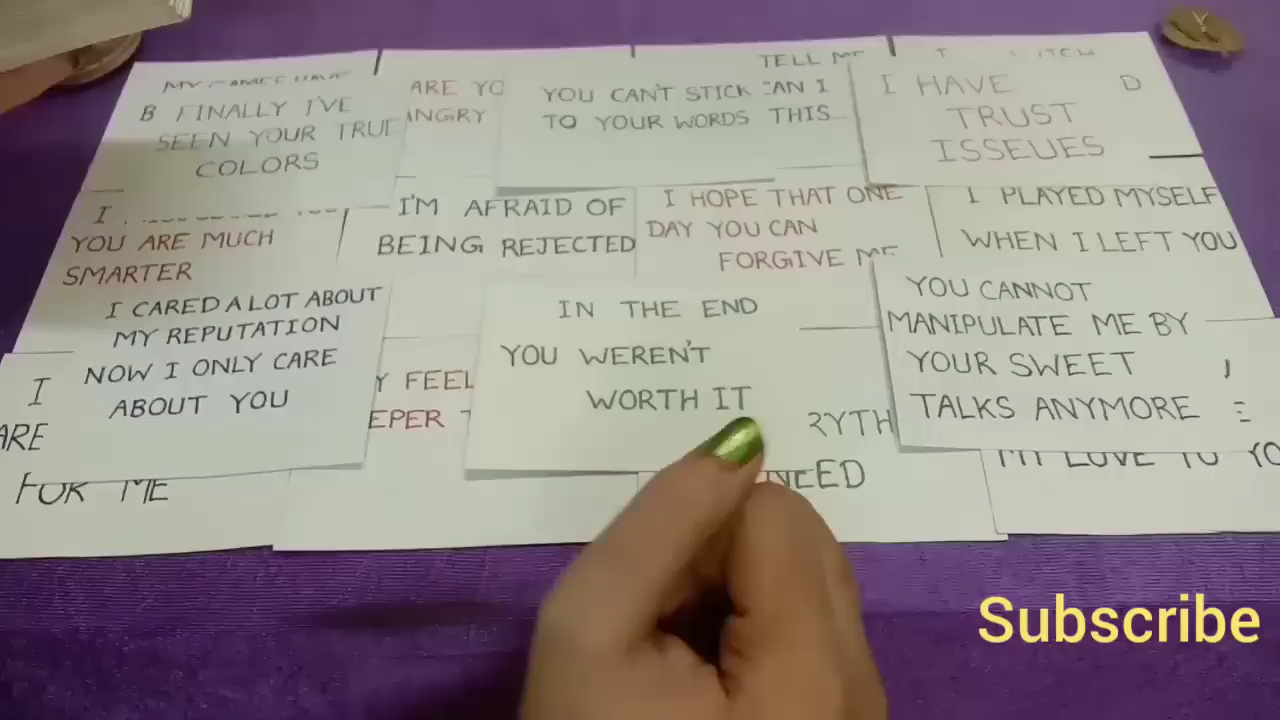 B FINALLY I'VE
SEEN YOUR TRUE
COLORS
ARE YO
ANGRY
YOU CAN'T STICK
TO YOUR WORDS
TELL ME
CAN I
THIS
I HAVE D
TRUST
ISSEUES
I
YOU ARE MUCH
SMARTER
I'M AFRAID OF
BEING REJECTED
I HOPE THAT ONE
DAY YOU CAN
FORGIVE ME
I PLAYED MYSELF
WHEN I LEFT YOU
I CARED A LOT ABOUT
MY REPUTATION
NOW I ONLY CARE
ABOUT YOU
I
ARE
FOR ME
Y FEEL
EEPER T
IN THE END
YOU WEREN'T
WORTH IT
RYTH
NEED
YOU CANNOT
MANIPULATE ME BY
YOUR SWEET
TALKS ANYMORE
MY LOVE TO YO
Subscribe